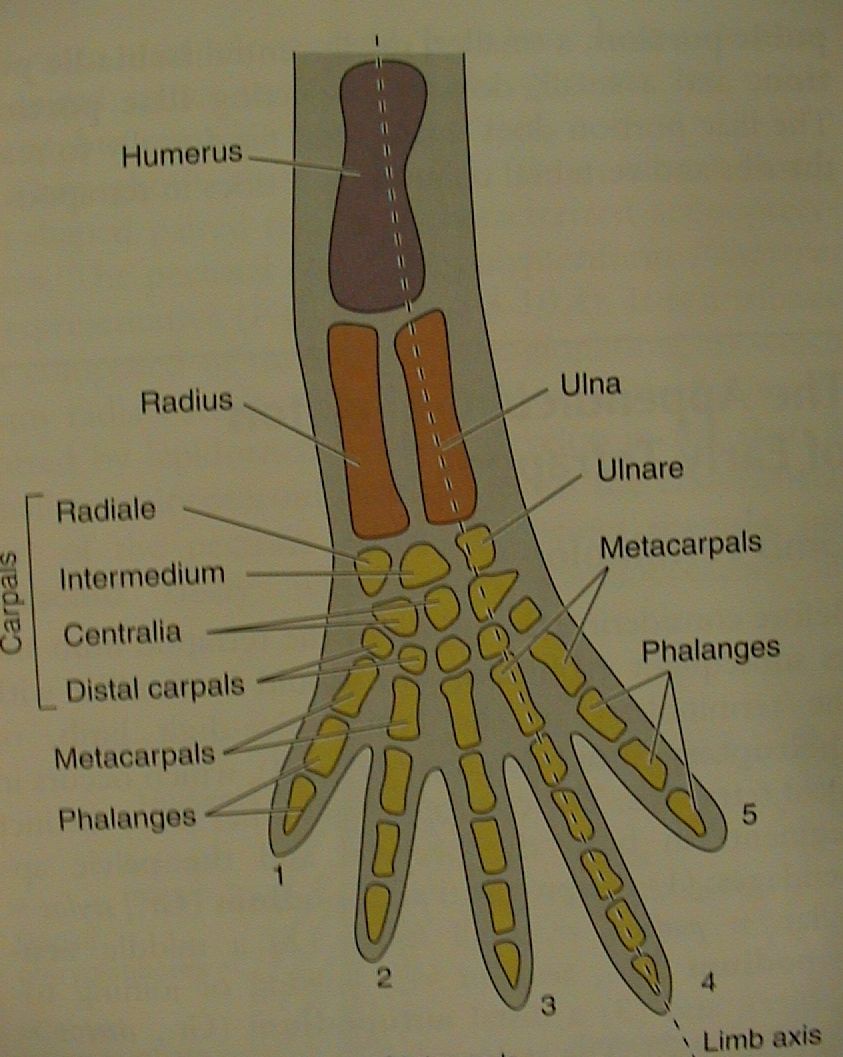 Humerus
Radius
Ulna
Ulnare
Radiale
Metacarpals
Intermedium
Carpals
Centralia
Phalanges
Distal carpals
Metacarpals
Phalanges
1
2
3
4
5
Limb axis